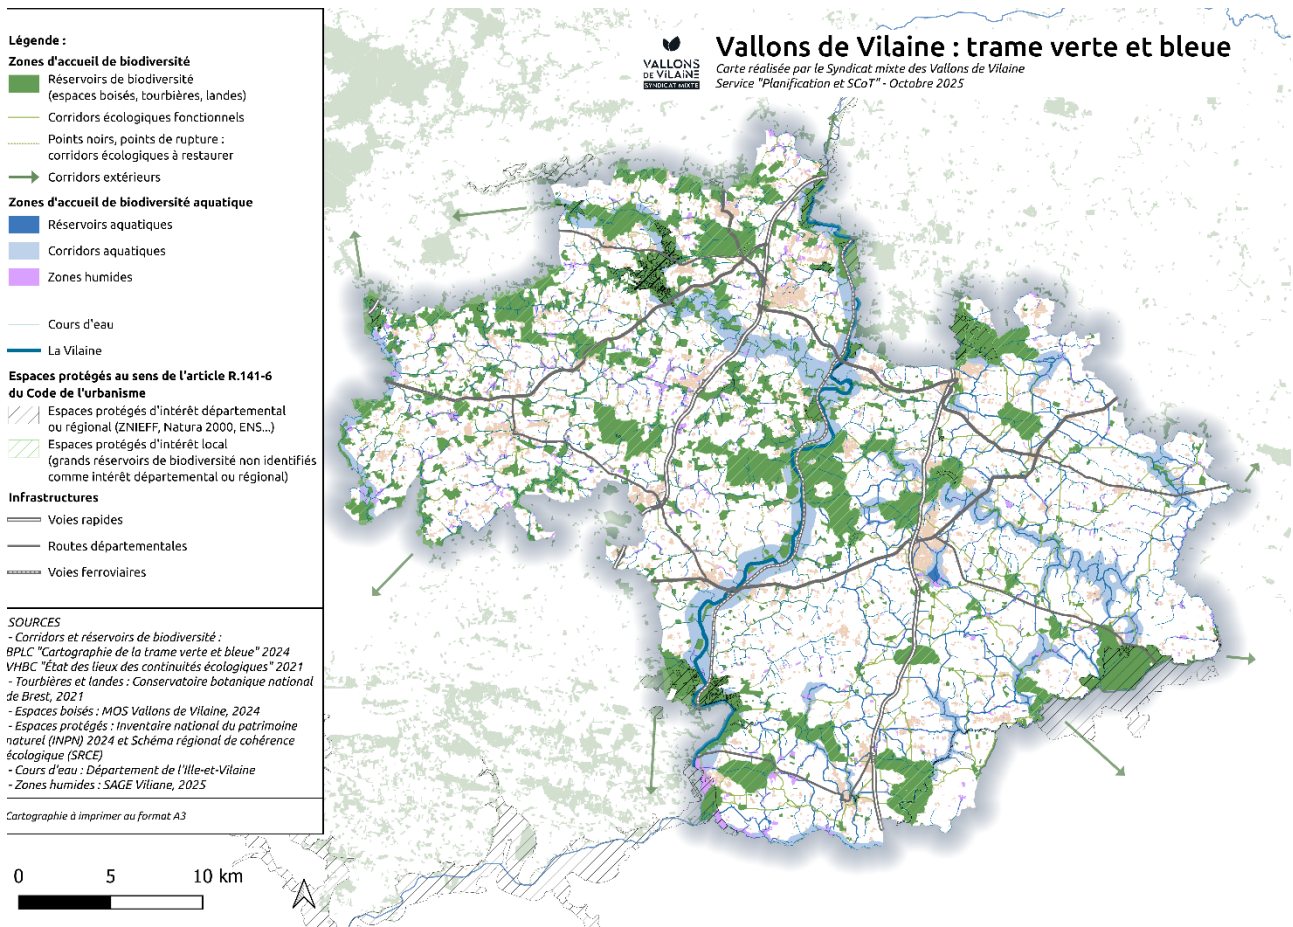 Légende :
Zones d'accueil de biodiversité
Réservoirs de biodiversité
(espaces boisés, tourbières, landes)
Corridors écologiques fonctionnels
Points noirs, points de rupture :
corridors écologiques à restaurer
Corridors extérieurs
Zones d'accueil de biodiversité aquatique
Réservoirs aquatiques
Corridors aquatiques
Zones humides
Cours d'eau
La Vilaine
Espaces protégés au sens de l'article R.141-6
du Code de l'urbanisme
Espaces protégés d'intérêt départemental
ou régional (ZNIEFF, Natura 2000, ENS...)
Espaces protégés d'intérêt local
(grands réservoirs de biodiversité non identifiés
comme intérêt départemental ou régional)
Infrastructures
Voies rapides
Routes départementales
Voies ferroviaires
SOURCES
- Corridors et réservoirs de biodiversité :
BPLC "Cartographie de la trame verte et bleue" 2024
VHBC "État des lieux des continuités écologiques" 2021
- Tourbières et landes : Conservatoire botanique national
de Brest, 2021
- Espaces boisés : MOS Vallons de Vilaine, 2024
- Espaces protégés : Inventaire national du patrimoine
naturel (INPN) 2024 et Schéma régional de cohérence
écologique (SRCE)
- Cours d'eau : Département de l'Ille-et-Vilaine
- Zones humides : SAGE Viliane, 2025
Cartographie à imprimer au format A3
0 5 10 km
VALLONS
DE VILAINE
SYNDICAT MIXTE
Vallons de Vilaine : trame verte et bleue
Carte réalisée par le Syndicat mixte des Vallons de Vilaine
Service "Planification et SCoT" - Octobre 2025